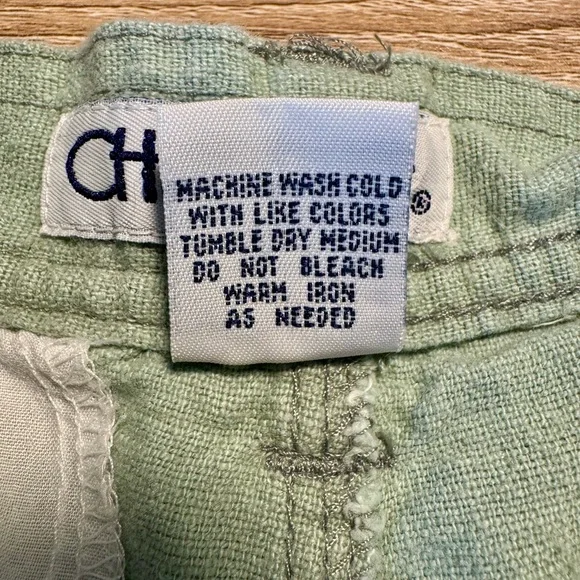 CH
®
MACHINE WASH COLD
WITH LIKE COLORS
TUMBLE DRY MEDIUM
DO NOT BLEACH
WARM IRON
AS NEEDED